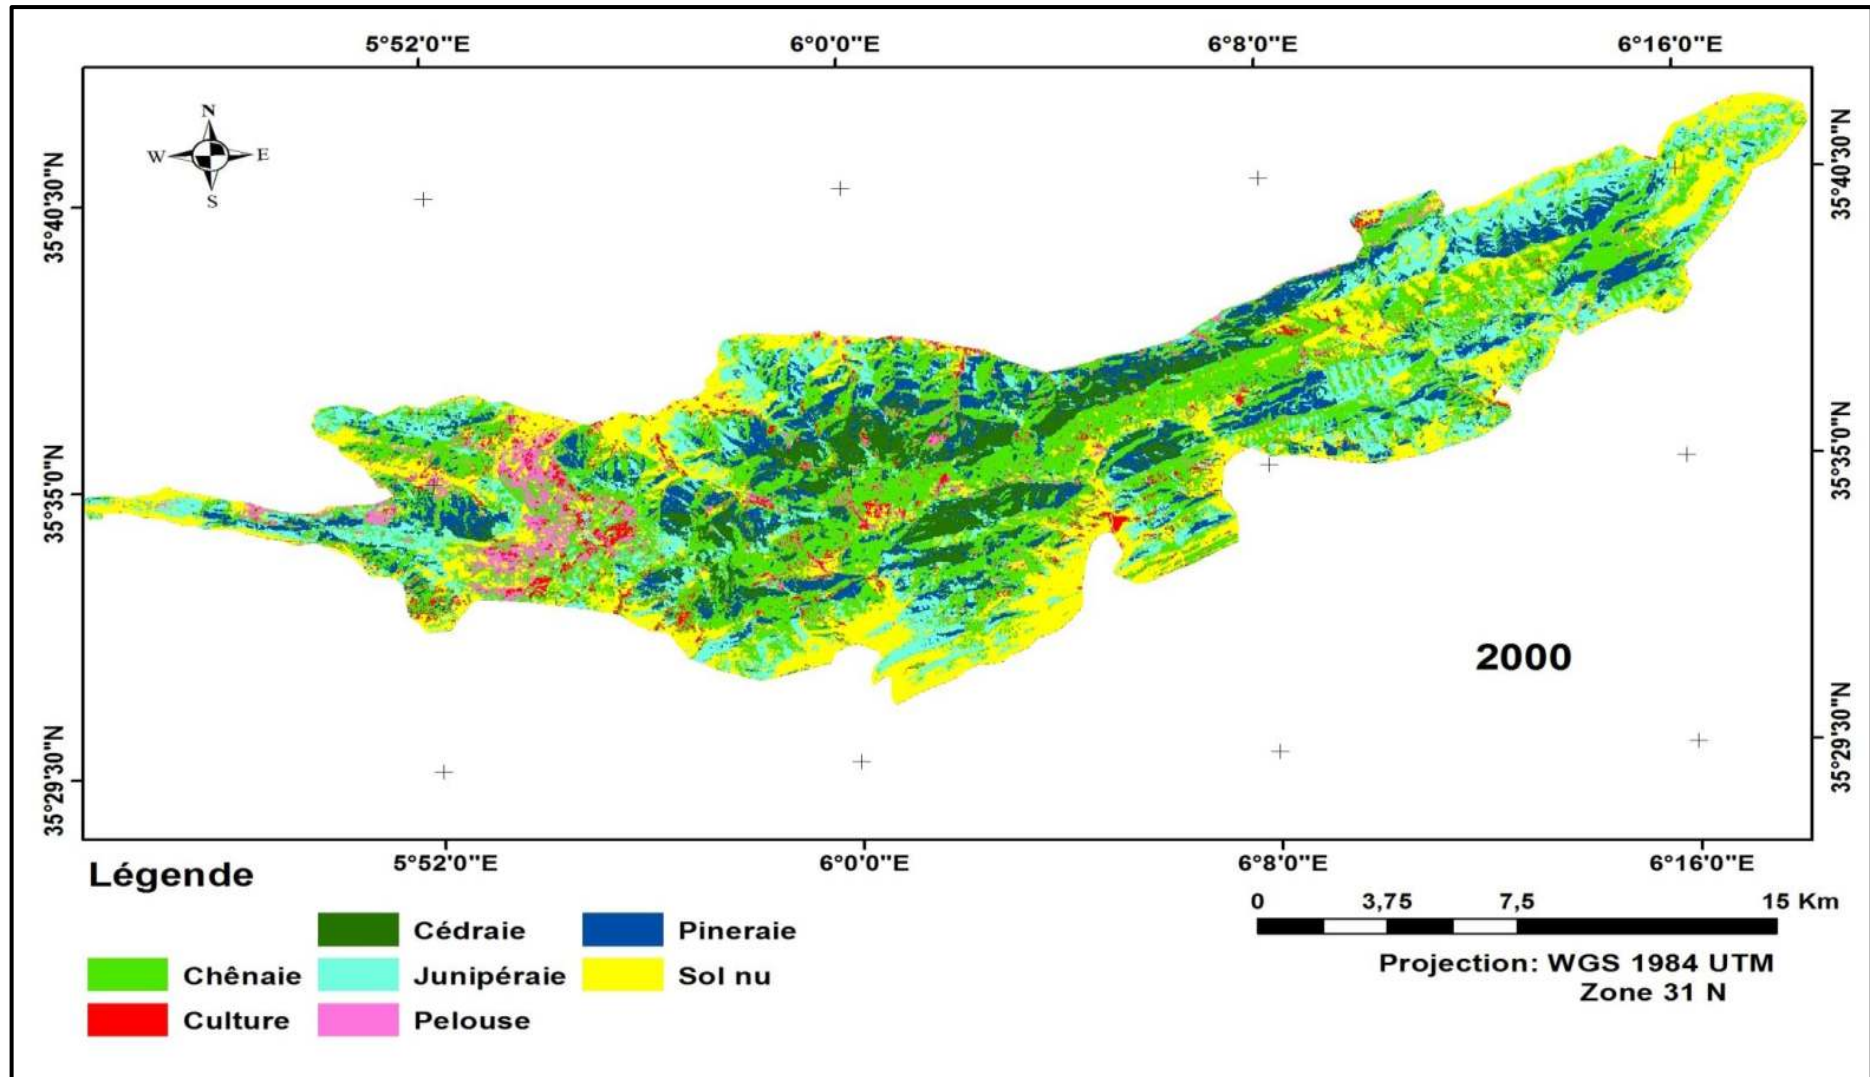 5°52'0"E 6°0'0"E 6°8'0"E 6°16'0"E
N
W E
S
35°40'30"N 35°40'30"N
35°35'0"N 35°35'0"N
2000
35°29'30"N 35°29'30"N
5°52'0"E 6°0'0"E 6°8'0"E 6°16'0"E
Légende
0 3,75 7,5 15 Km
Cédraie Pineraie
Chênaie Junipéraie Sol nu
Culture Pelouse
Projection: WGS 1984 UTM
Zone 31 N